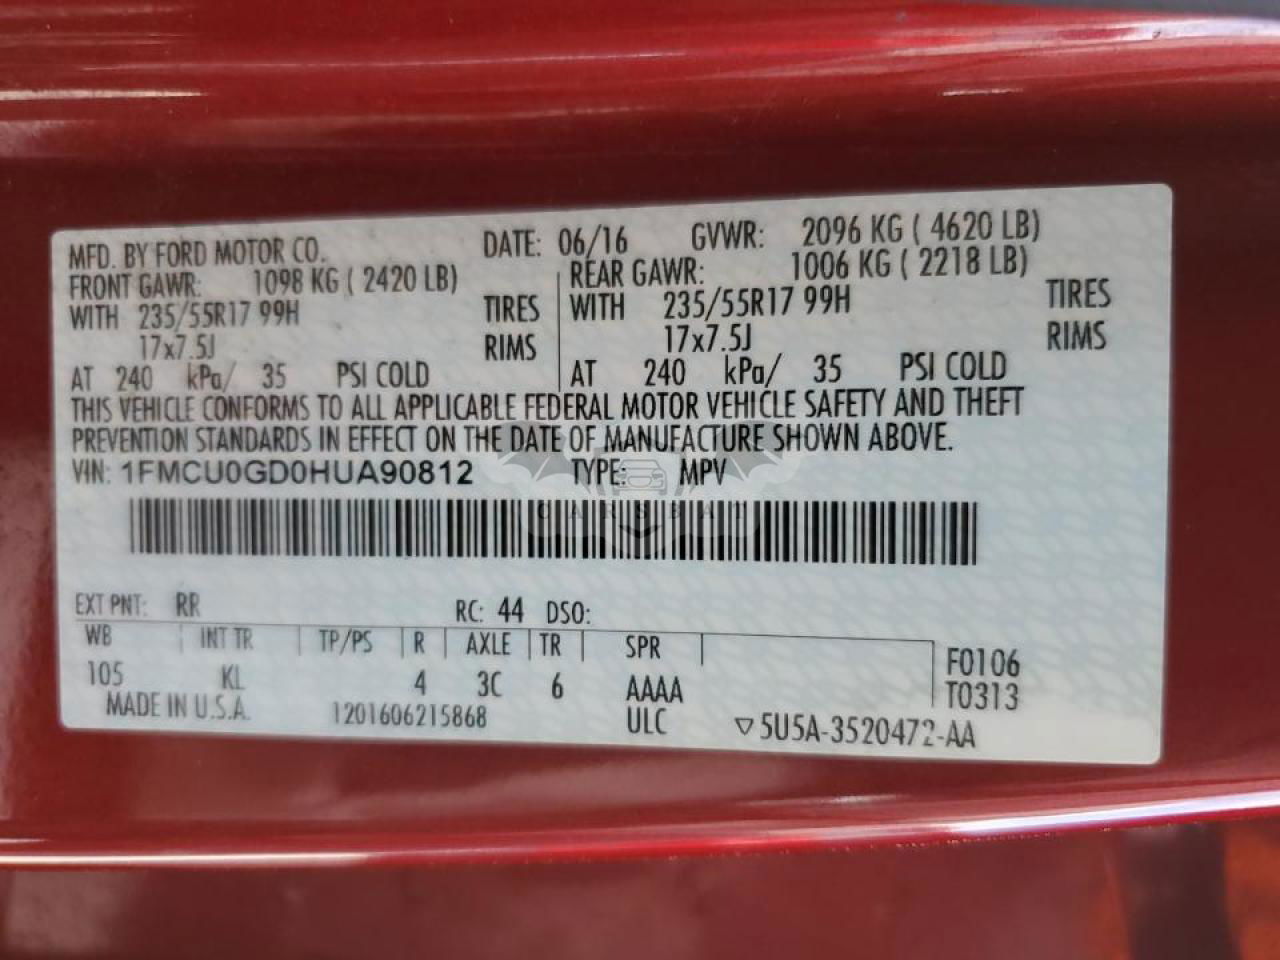 MFD. BY FORD MOTOR CO. DATE: 06/16 GVWR: 2096 KG ( 4620 LB)
FRONT GAWR: 1098 KG ( 2420 LB) REAR GAWR: 1006 KG ( 2218 LB)
WITH 235/55R17 99H TIRES WITH 235/55R17 99H TIRES
17x7.5J RIMS 17x7.5J RIMS
AT 240 kPa/ 35 PSI COLD AT 240 kPa/ 35 PSI COLD
THIS VEHICLE CONFORMS TO ALL APPLICABLE FEDERAL MOTOR VEHICLE SAFETY AND THEFT
PREVENTION STANDARDS IN EFFECT ON THE DATE OF MANUFACTURE SHOWN ABOVE.
VIN: 1FMCU0GD0HUA90812 TYPE: MPV
CARSBAT
EXT PNT: RR RC: 44 DSO:
WB INT TR TP/PS R AXLE TR SPR F0106
105 KL 4 3C 6 AAAA T0313
MADE IN U.S.A. 1201606215868 ULC ▽5U5A-3520472-AA